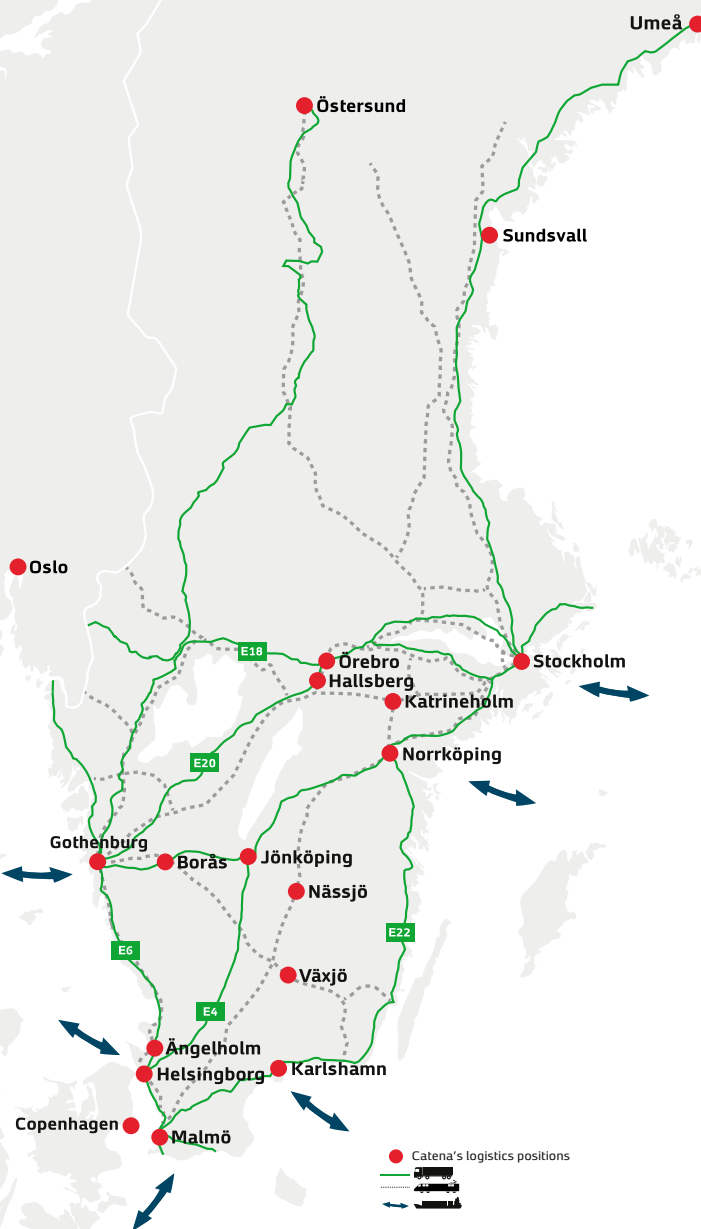 Umeå
Östersund
Sundsvall
Oslo
E18
Örebro
Stockholm
Hallsberg
Katrineholm
Norrköping
E20
Gothenburg
Borås
Jönköping
Nässjö
E22
E6
Växjö
E4
Ängelholm
Helsingborg
Karlshamn
Copenhagen
Malmö
Catena's logistics positions